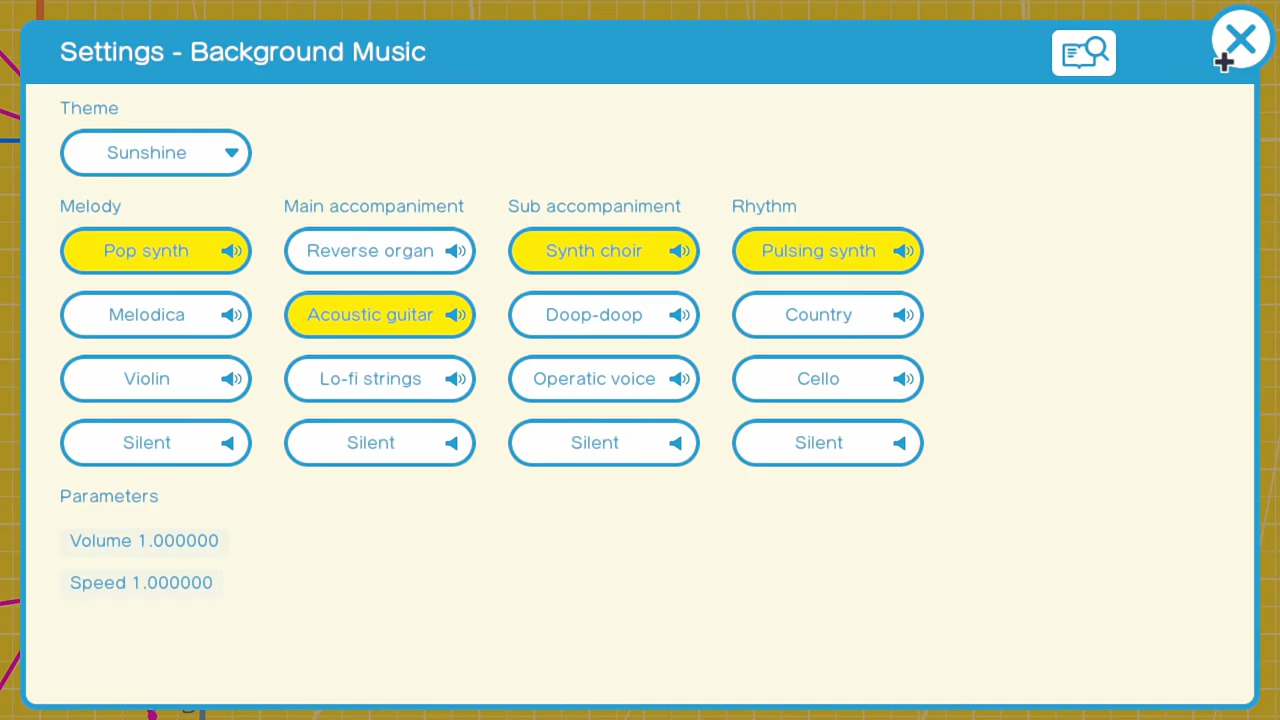 Settings - Background Music
Theme
Sunshine
Melody Main accompaniment Sub accompaniment Rhythm
Pop synth Reverse organ Synth choir Pulsing synth
Melodica Acoustic guitar Doop-doop Country
Violin Lo-fi strings Operatic voice Cello
Silent Silent Silent Silent
Parameters
Volume 1.000000
Speed 1.000000